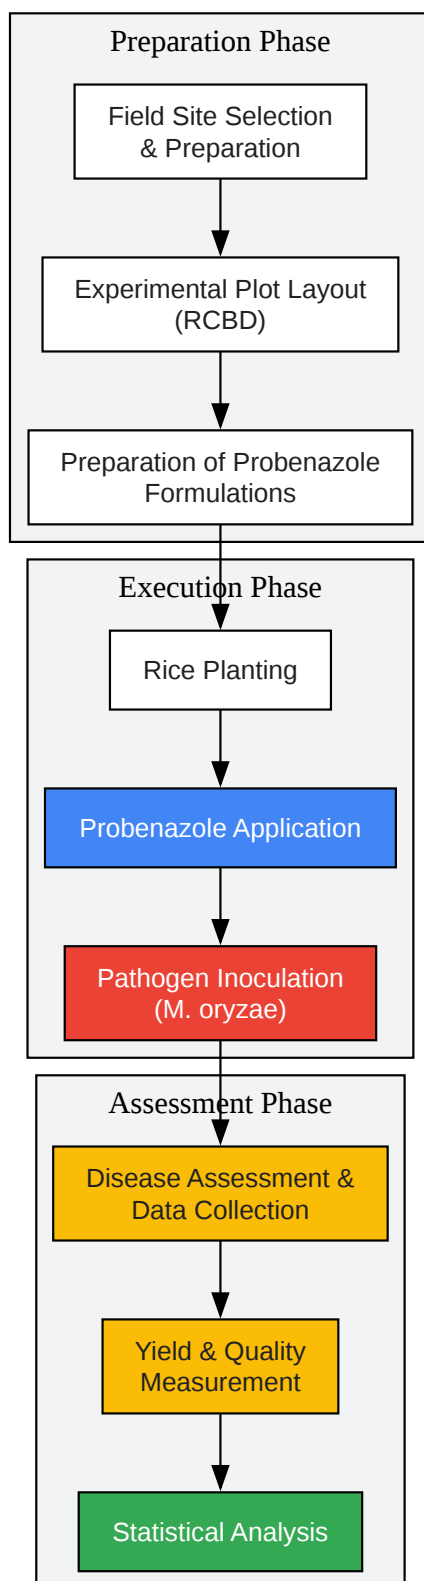 Preparation Phase
Field Site Selection
& Preparation
Experimental Plot Layout
(RCBD)
Preparation of Probenazole
Formulations
Execution Phase
Rice Planting
Probenazole Application
Pathogen Inoculation
(M. oryzae)
Assessment Phase
Disease Assessment &
Data Collection
Yield & Quality
Measurement
Statistical Analysis